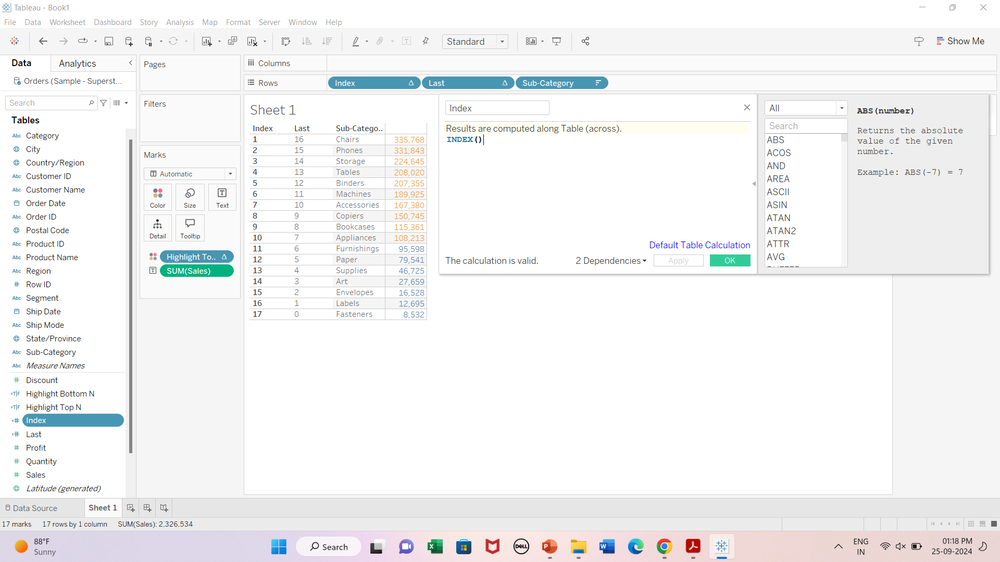 Tableau - Book1
File Data Worksheet Dashboard Story Analysis Map Format Server Window Help
Standard
Show Me
Data Analytics
Orders (Sample - Superst...
Search
Tables
Abc Category
City
Country/Region
Abc Customer ID
Abc Customer Name
Order Date
Abc Order ID
Postal Code
Abc Product ID
Abc Product Name
Abc Region
# Row ID
Abc Segment
Ship Date
Abc Ship Mode
State/Province
Abc Sub-Category
Abc Measure Names
# Discount
=T|F Highlight Bottom N
=T|F Highlight Top N
=# Index
=# Last
# Profit
# Quantity
# Sales
Latitude (generated)
Pages
Filters
Marks
Automatic
Color Size Text
Detail Tooltip
Highlight To.. Δ
SUM(Sales)
Columns
Rows
Index Δ
Last Δ
Sub-Category
Sheet 1
Index Last Sub-Catego..
1 16 Chairs 335,768
2 15 Phones 331,843
3 14 Storage 224,645
4 13 Tables 208,020
5 12 Binders 207,355
6 11 Machines 189,925
7 10 Accessories 167,380
8 9 Copiers 150,745
9 8 Bookcases 115,361
10 7 Appliances 108,213
11 6 Furnishings 95,598
12 5 Paper 79,541
13 4 Supplies 46,725
14 3 Art 27,659
15 2 Envelopes 16,528
16 1 Labels 12,695
17 0 Fasteners 8,532
Index
Results are computed along Table (across).
INDEX()
Default Table Calculation
The calculation is valid.
2 Dependencies
Apply
OK
All
Search
ABS
ACOS
AND
AREA
ASCII
ASIN
ATAN
ATAN2
ATTR
AVG
ABS(number)
Returns the absolute
value of the given
number.
Example: ABS(-7) = 7
Data Source
Sheet 1
17 marks 17 rows by 1 column SUM(Sales): 2,326,534
88°F
Sunny
Search
DELL
ENG
IN
01:18 PM
25-09-2024